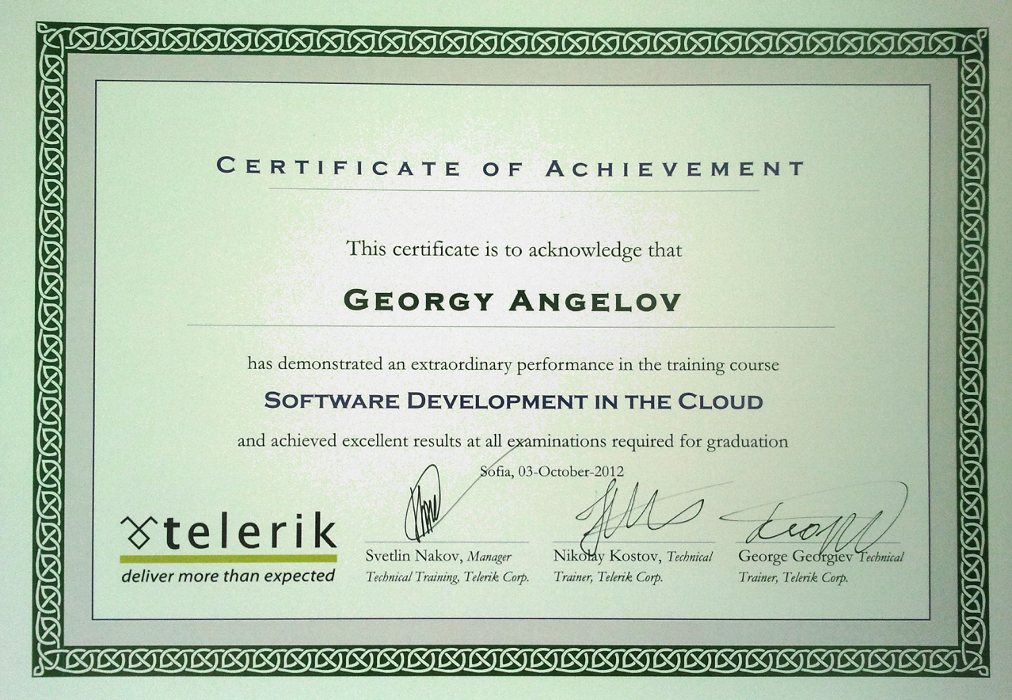 CERTIFICATE OF ACHIEVEMENT
This certificate is to acknowledge that
GEORGY ANGELOV
has demonstrated an extraordinary performance in the training course
SOFTWARE DEVELOPMENT IN THE CLOUD
and achieved excellent results at all examinations required for graduation
Sofia, 03-October-2012
telerik
deliver more than expected
Svetlin Nakov, Manager
Technical Training, Telerik Corp.
Nikolay Kostov, Technical
Trainer, Telerik Corp.
George Georgiev Technical
Trainer, Telerik Corp.